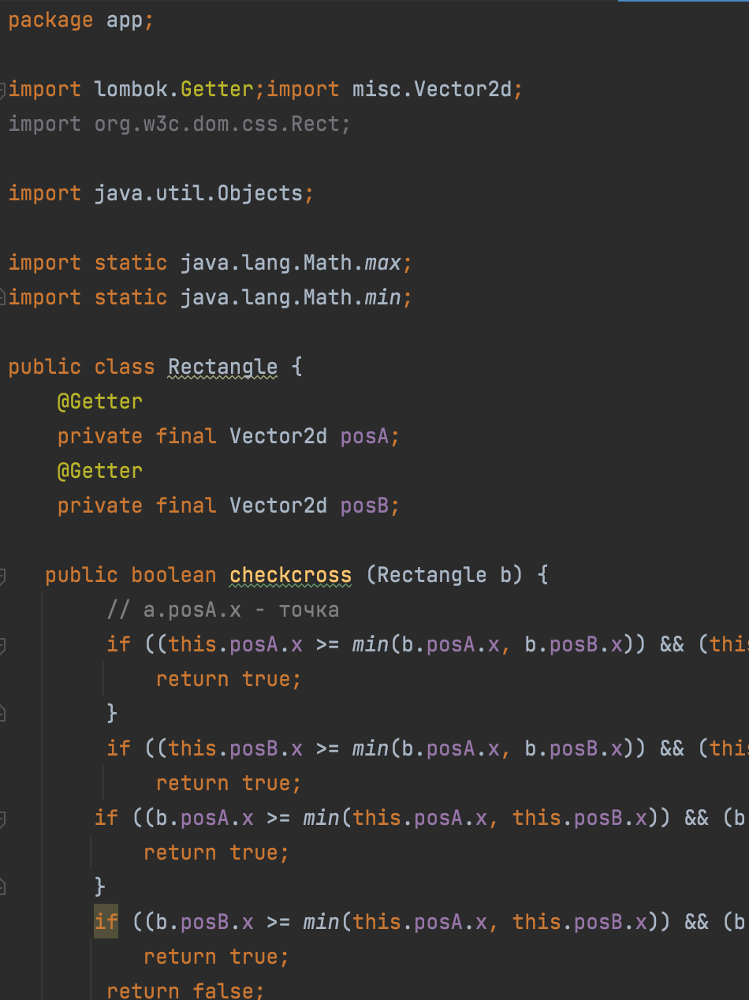 package app;
import lombok.Getter;import misc.Vector2d;
import org.w3c.dom.css.Rect;
import java.util.Objects;
import static java.lang.Math.max;
import static java.lang.Math.min;
public class Rectangle {
@Getter
private final Vector2d posA;
@Getter
private final Vector2d posB;
public boolean checkcross (Rectangle b) {
// a.posA.x - точка
if ((this.posA.x >= min(b.posA.x, b.posB.x)) && (this
return true;
}
if ((this.posB.x >= min(b.posA.x, b.posB.x)) && (this
return true;
if ((b.posA.x >= min(this.posA.x, this.posB.x)) && (b
return true;
}
if ((b.posB.x >= min(this.posA.x, this.posB.x)) && (b
return true;
return false;